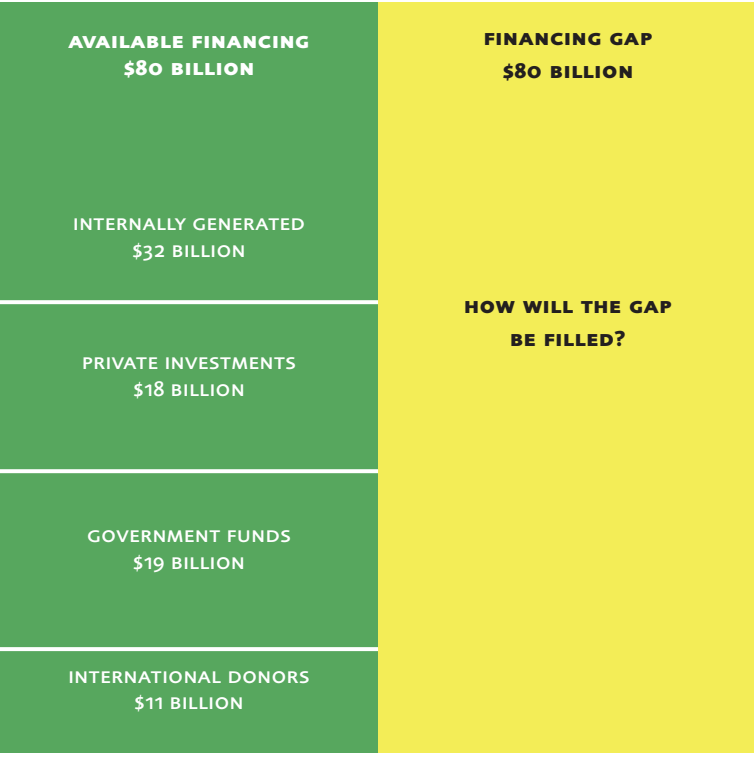 AVAILABLE FINANCING
$80 BILLION
INTERNALLY GENERATED
$32 BILLION
PRIVATE INVESTMENTS
$18 BILLION
GOVERNMENT FUNDS
$19 BILLION
INTERNATIONAL DONORS
$11 BILLION
FINANCING GAP
$80 BILLION
HOW WILL THE GAP
BE FILLED?